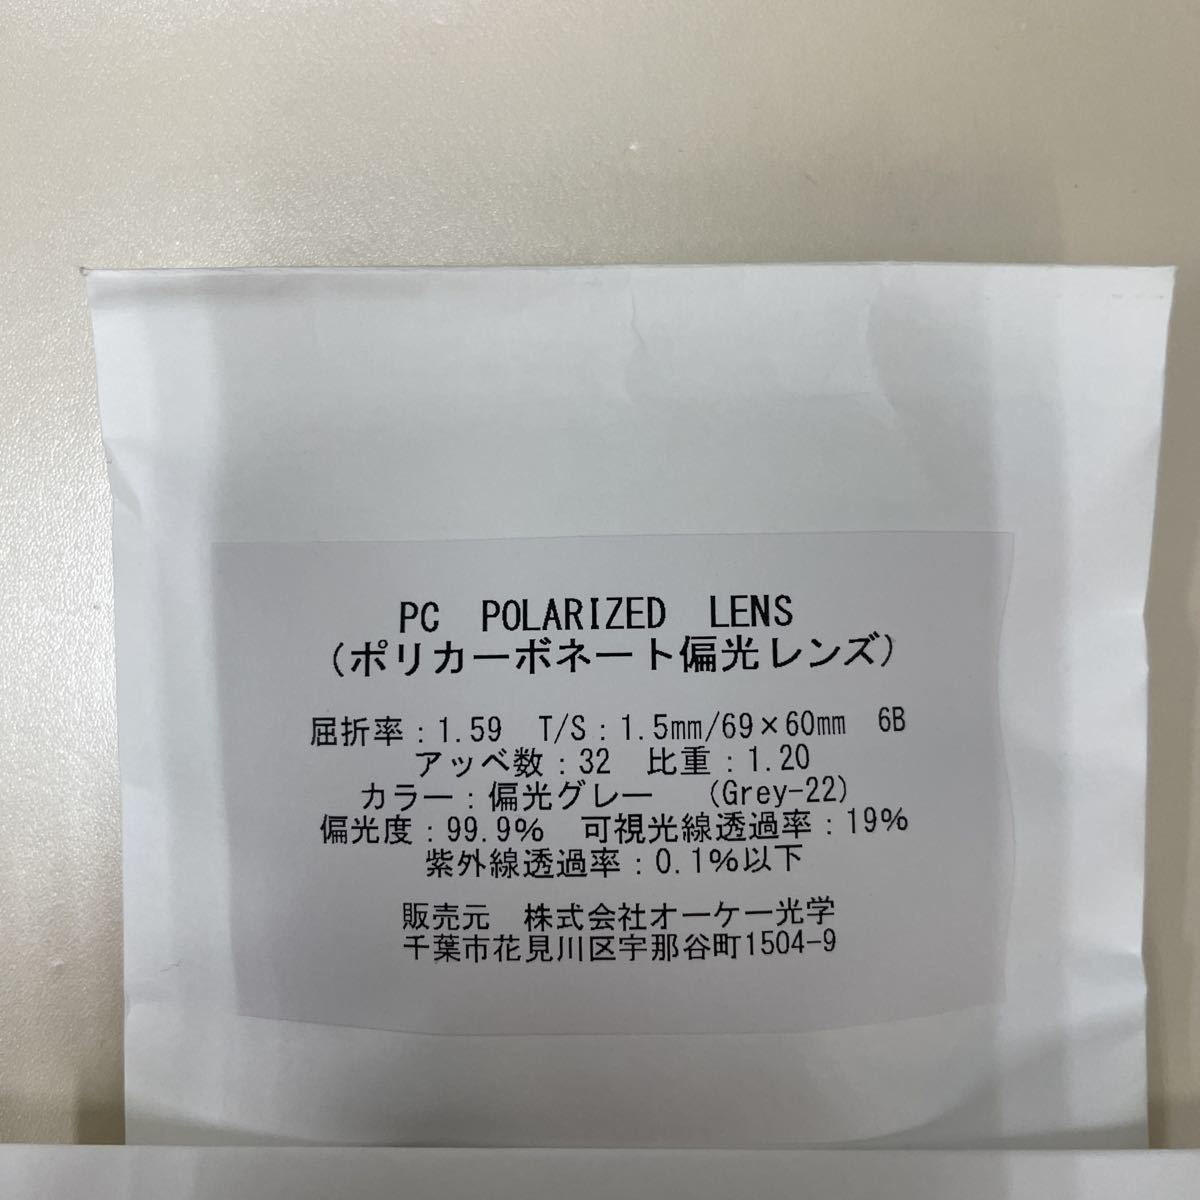 PC POLARIZED LENS
(ポリカーボネート偏光レンズ)
屈折率：1.59　T/S：1.5㎜/69×60㎜　6B
アッベ数：32　比重：1.20
カラー：偏光グレー　(Grey-22)
偏光度：99.9%　可視光線透過率：19%
紫外線透過率：0.1%以下
販売元　株式会社オーケー光学
千葉市花見川区宇那谷町1504-9